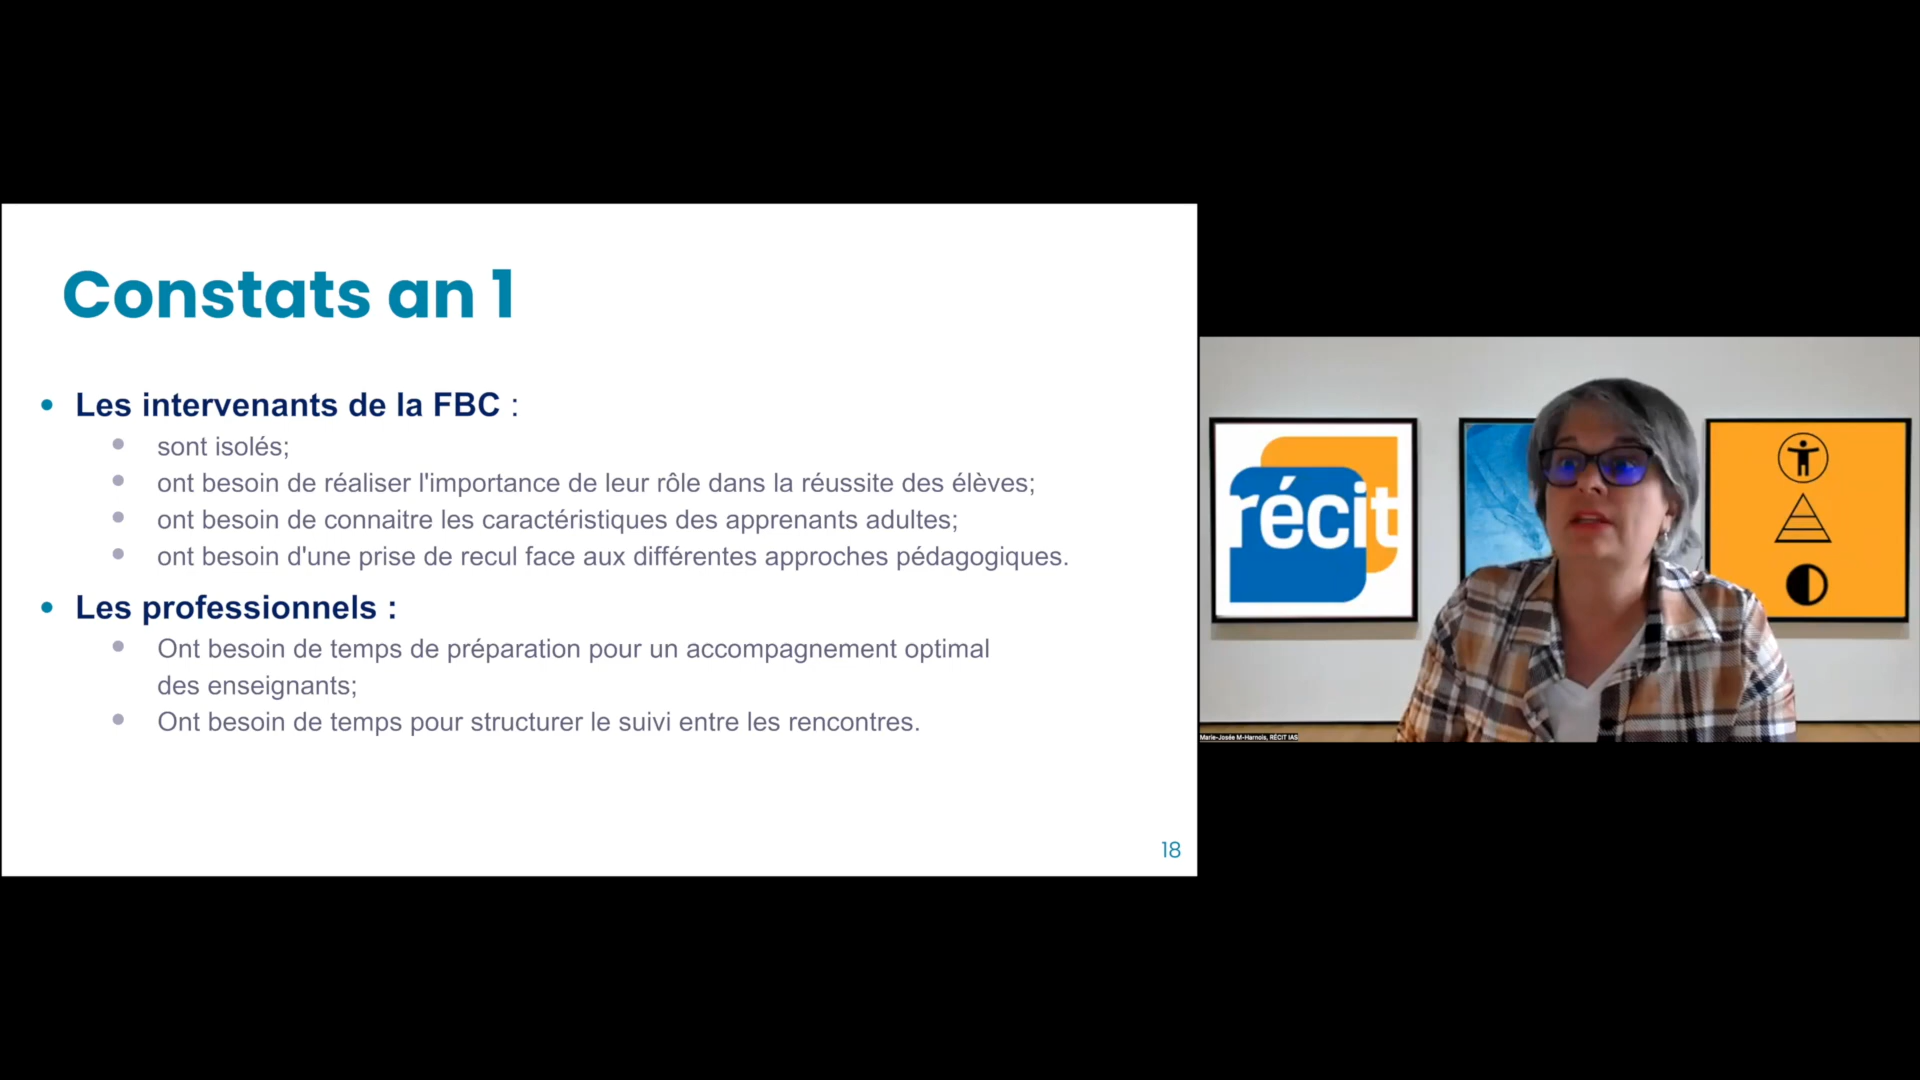 Constats an 1
• Les intervenants de la FBC :
• sont isolés;
• ont besoin de réaliser l'importance de leur rôle dans la réussite des élèves;
• ont besoin de connaitre les caractéristiques des apprenants adultes;
• ont besoin d'une prise de recul face aux différentes approches pédagogiques.
• Les professionnels :
• Ont besoin de temps de préparation pour un accompagnement optimal
des enseignants;
• Ont besoin de temps pour structurer le suivi entre les rencontres.
18
récit
Marie-Josée M-Harnois, RÉCIT IAS